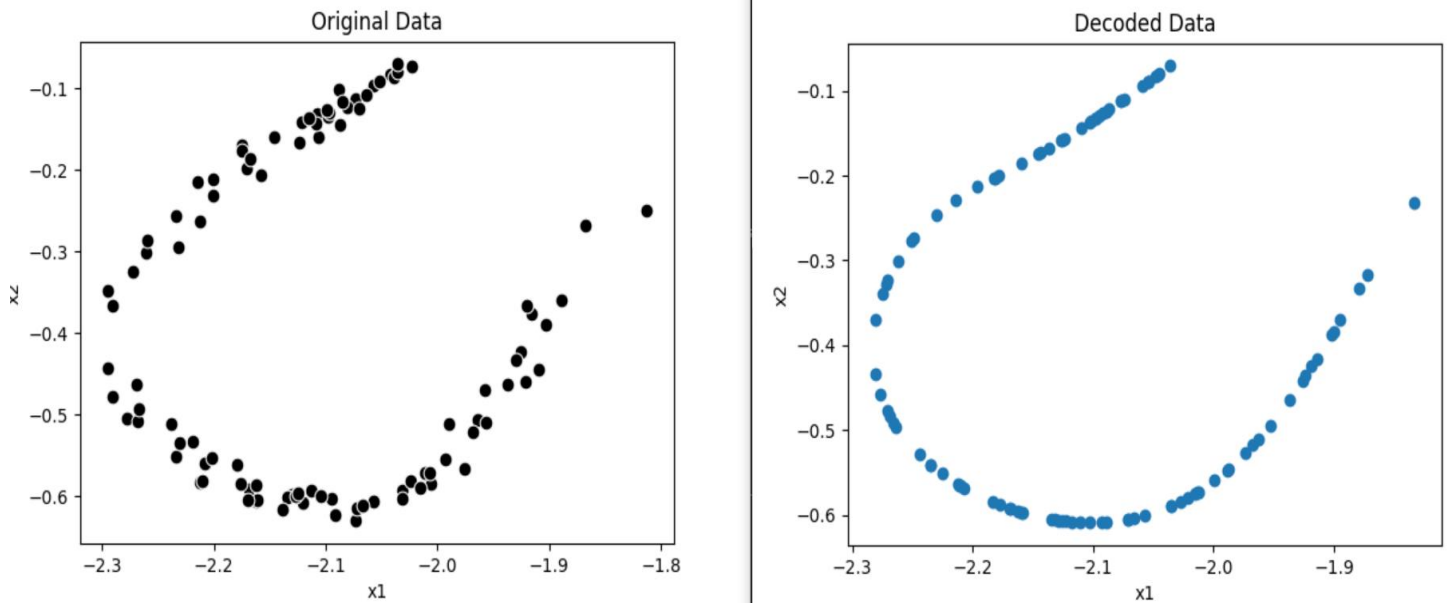 Original Data
−0.1
−0.2
−0.3
−0.4
−0.5
−0.6
x2
−2.3 −2.2 −2.1 −2.0 −1.9 −1.8
x1
Decoded Data
−0.1
−0.2
−0.3
−0.4
−0.5
−0.6
x2
−2.3 −2.2 −2.1 −2.0 −1.9
x1